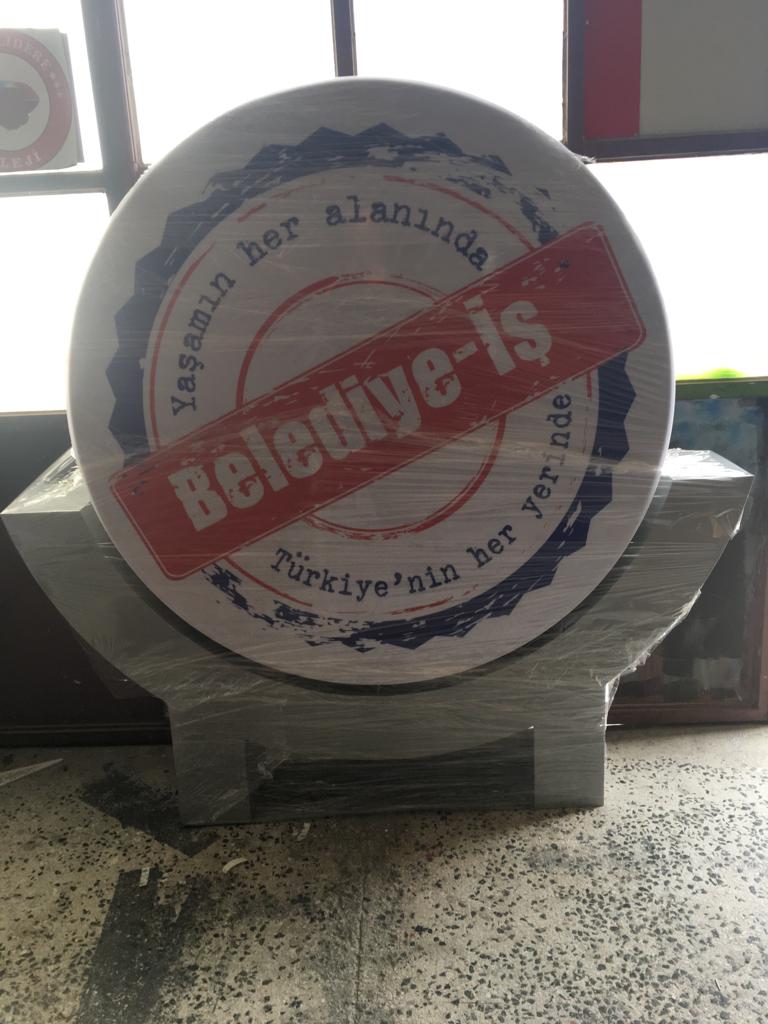 Yaşamın her alanında
Belediye-İş
Türkiye'nin her yerinde